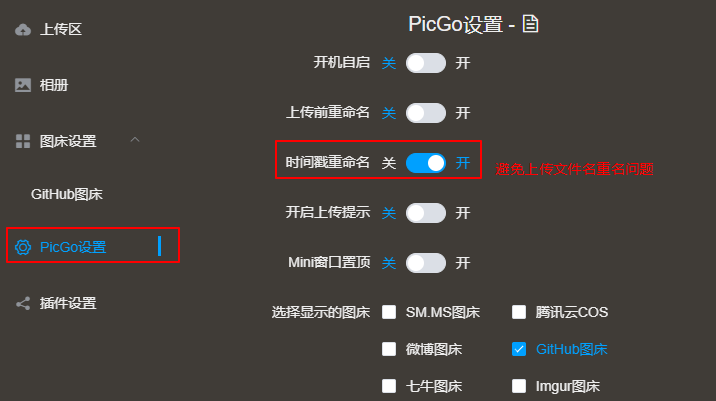 PicGo设置 -
上传区
相册
图床设置
GitHub图床
PicGo设置
插件设置
开机自启 关 开
上传前重命名 关 开
时间戳重命名 关 开 避免上传文件名重名问题
开启上传提示 关 开
Mini窗口置顶 关 开
选择显示的图床 SM.MS图床 腾讯云COS
微博图床 GitHub图床
七牛图床 Imgur图床